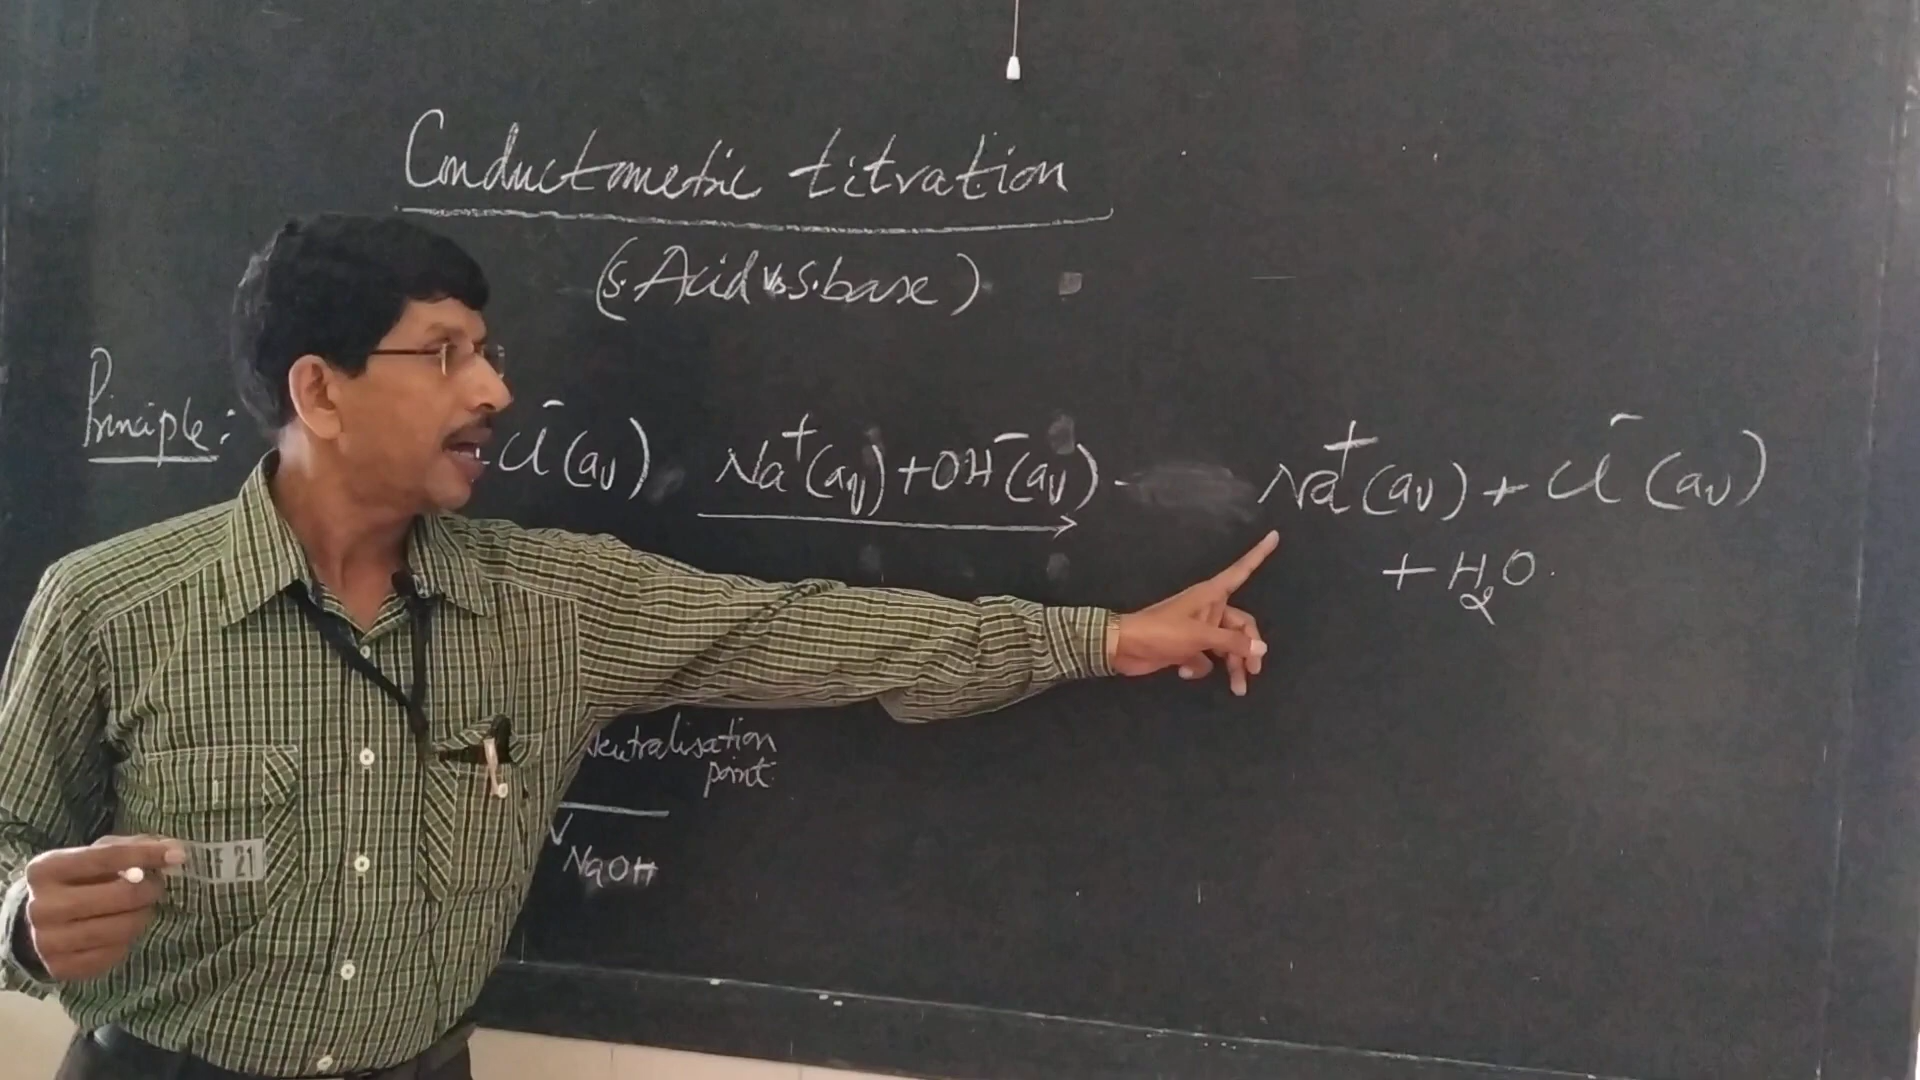 Conductometric titration
(S. Acid vs S. base)
Principle:
Cl⁻(aq) Na⁺(aq) + OH⁻(aq) Na⁺(aq) + Cl⁻(aq)
+ H₂O.
Neutralisation
point
V
NaOH
21